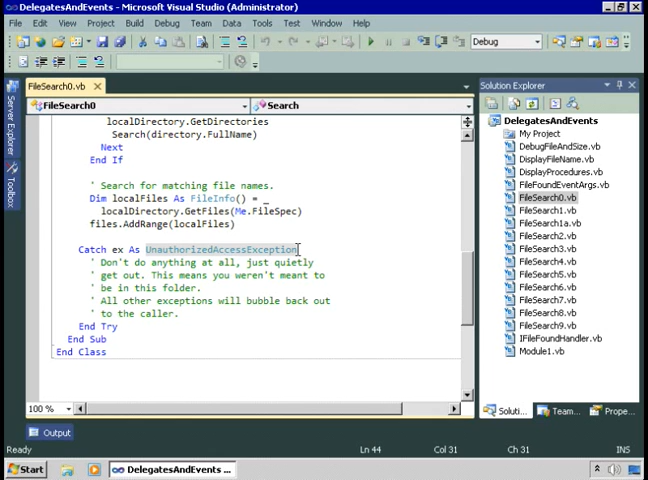 DelegatesAndEvents - Microsoft Visual Studio (Administrator)
File Edit View Project Build Debug Team Data Tools Test Window Help
Debug
FileSearch0.vb
FileSearch0
Search
localDirectory.GetDirectories
Search(directory.FullName)
Next
End If
' Search for matching file names.
Dim localFiles As FileInfo() = _
localDirectory.GetFiles(Me.FileSpec)
files.AddRange(localFiles)
Catch ex As UnauthorizedAccessException
' Don't do anything at all, just quietly
' get out. This means you weren't meant to
' be in this folder.
' All other exceptions will bubble back out
' to the caller.
End Try
End Sub
End Class
100 %
Server Explorer
Toolbox
Solution Explorer
DelegatesAndEvents
My Project
DebugFileAndSize.vb
DisplayFileName.vb
DisplayProcedures.vb
FileFoundEventArgs.vb
FileSearch0.vb
FileSearch1.vb
FileSearch2.vb
FileSearch3.vb
FileSearch4.vb
FileSearch5.vb
FileSearch6.vb
FileSearch7.vb
FileSearch8.vb
FileSearch9.vb
IFileFoundHandler.vb
Module1.vb
Soluti...
Team...
Prope...
Output
Ready
Ln 44
Col 31
Ch 31
INS
Start
DelegatesAndEvents ...